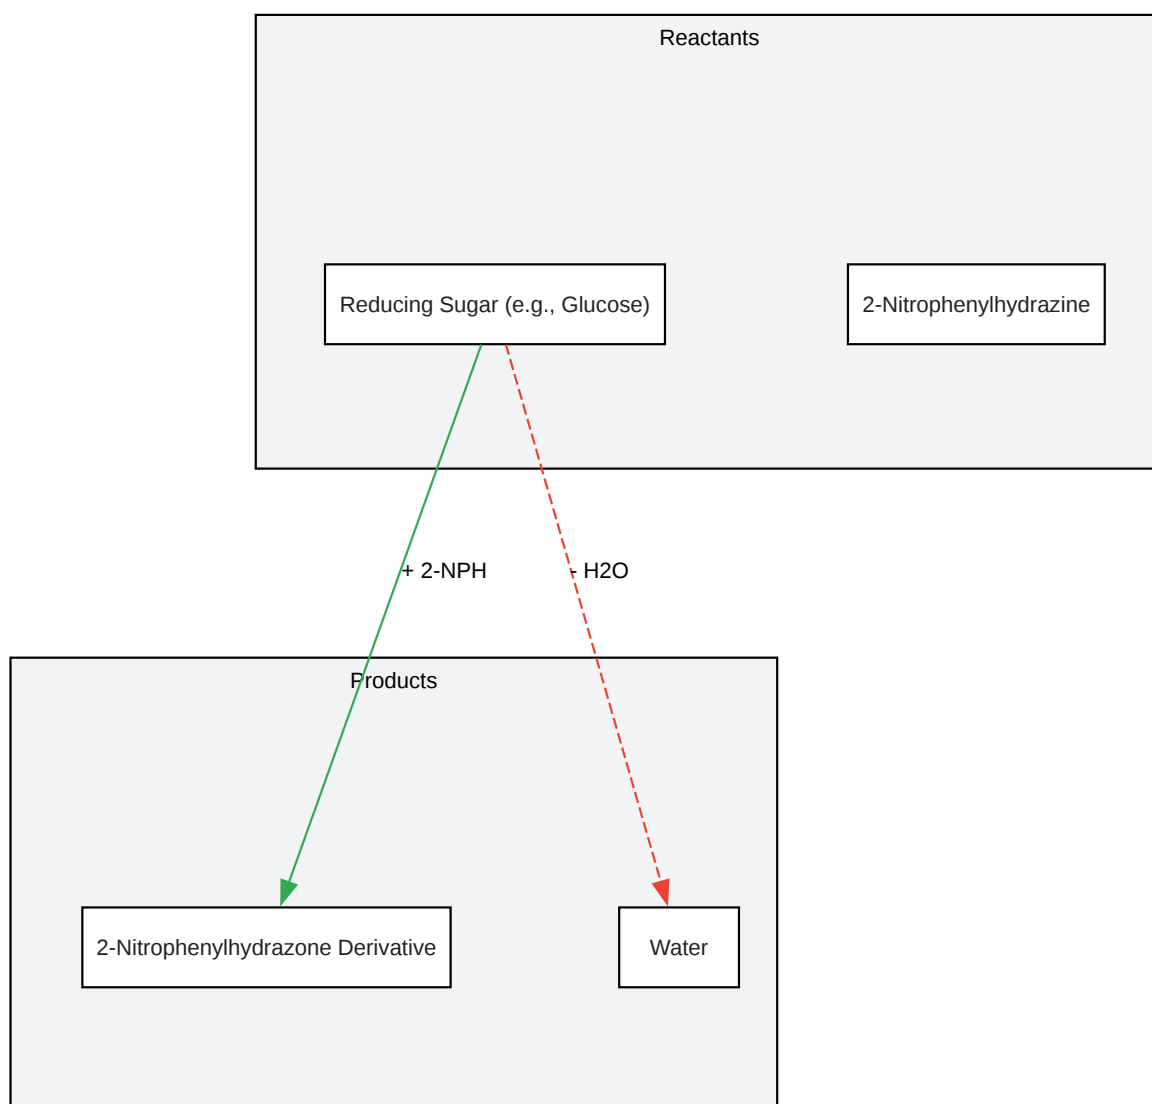 Reactants
Reducing Sugar (e.g., Glucose)
2-Nitrophenylhydrazine
+ 2-NPH
- H2O
Products
2-Nitrophenylhydrazone Derivative
Water